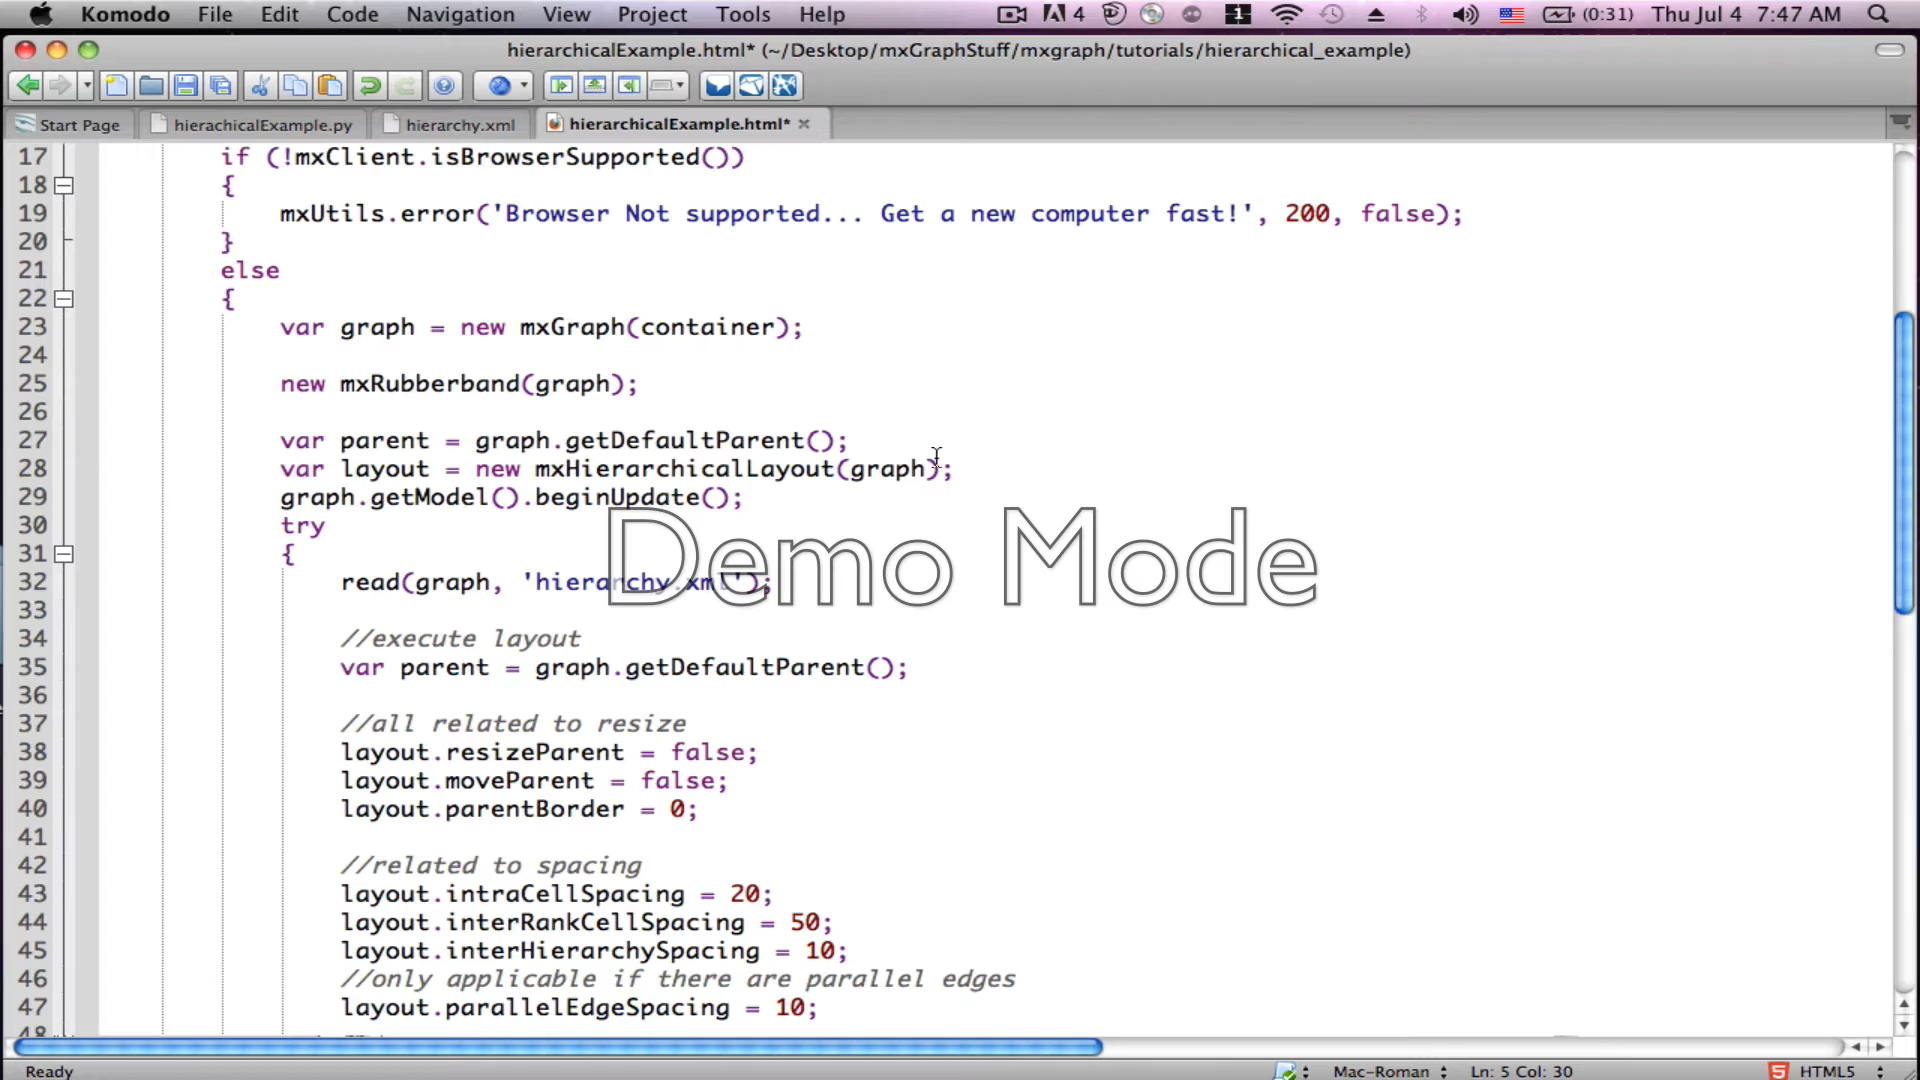 Komodo File Edit Code Navigation View Project Tools Help 4 1 (0:31) Thu Jul 4 7:47 AM
hierarchicalExample.html* (~/Desktop/mxGraphStuff/mxgraph/tutorials/hierarchical_example)
Start Page hierachicalExample.py hierarchy.xml hierarchicalExample.html*
17 if (!mxClient.isBrowserSupported())
18 {
19 mxUtils.error('Browser Not supported... Get a new computer fast!', 200, false);
20 }
21 else
22 {
23 var graph = new mxGraph(container);
24
25 new mxRubberband(graph);
26
27 var parent = graph.getDefaultParent();
28 var layout = new mxHierarchicalLayout(graph);
29 graph.getModel().beginUpdate();
30 try
31 {
Demo Mode
32 read(graph, 'hierarchy.xml');
33
34 //execute layout
35 var parent = graph.getDefaultParent();
36
37 //all related to resize
38 layout.resizeParent = false;
39 layout.moveParent = false;
40 layout.parentBorder = 0;
41
42 //related to spacing
43 layout.intraCellSpacing = 20;
44 layout.interRankCellSpacing = 50;
45 layout.interHierarchySpacing = 10;
46 //only applicable if there are parallel edges
47 layout.parallelEdgeSpacing = 10;
48
Ready Mac-Roman Ln: 5 Col: 30 5 HTML5